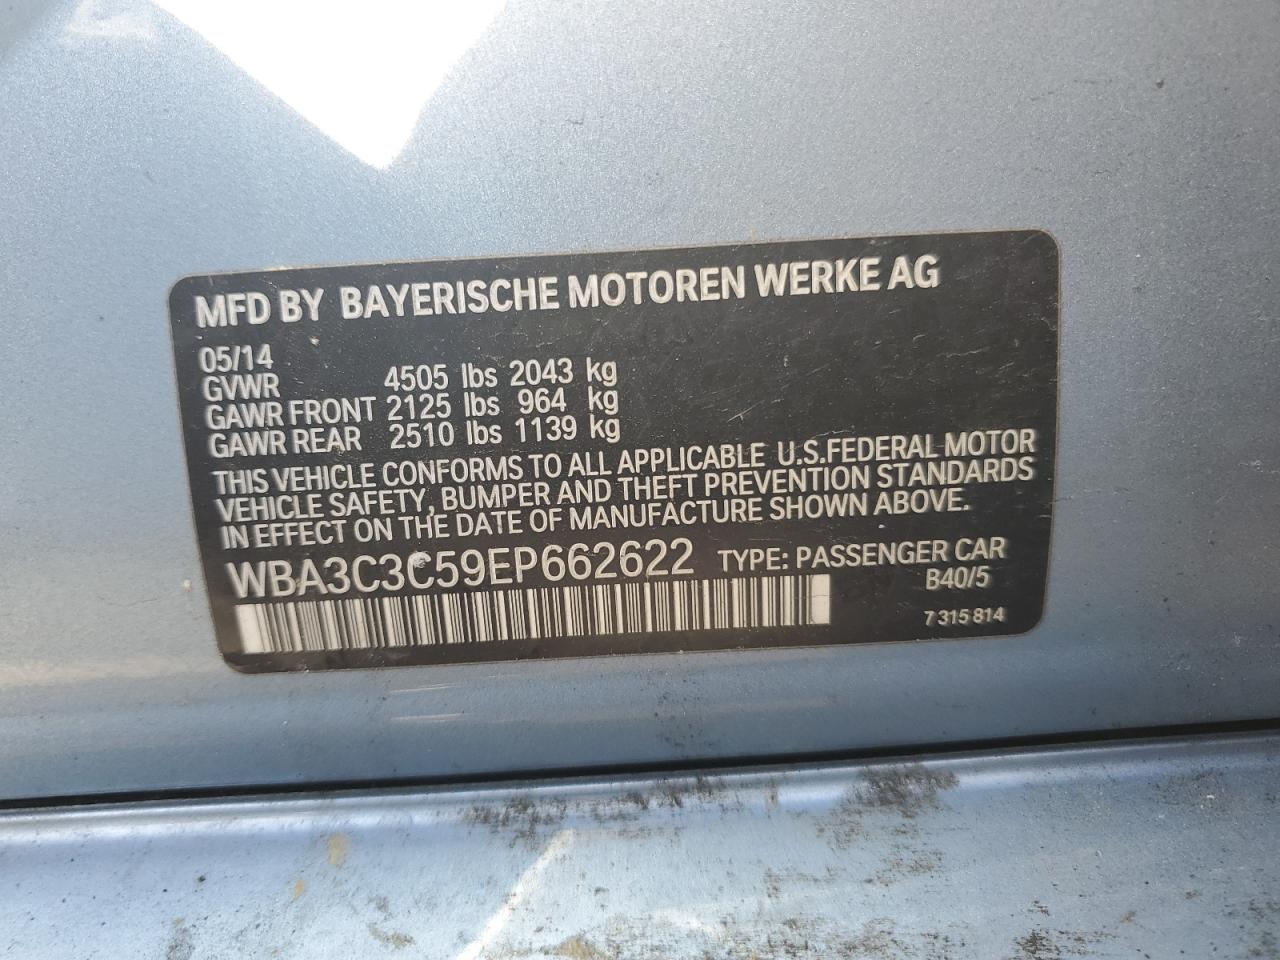 MFD BY BAYERISCHE MOTOREN WERKE AG
05/14
GVWR 4505 lbs 2043 kg
GAWR FRONT 2125 lbs 964 kg
GAWR REAR 2510 lbs 1139 kg
THIS VEHICLE CONFORMS TO ALL APPLICABLE U.S.FEDERAL MOTOR
VEHICLE SAFETY, BUMPER AND THEFT PREVENTION STANDARDS
IN EFFECT ON THE DATE OF MANUFACTURE SHOWN ABOVE.
WBA3C3C59EP662622 TYPE: PASSENGER CAR
B40/5
7 315 814